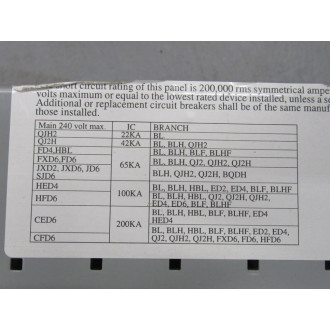 short circuit rating of this panel is 200,000 rms symmetrical ampe
volts maximum or equal to the lowest rated device installed, unless a s
Additional or replacement circuit breakers shall be of the same manuf
those installed.
Main 240 volt max. IC BRANCH
QJH2 22KA BL
QJ2H 42KA BL, BLH, QJH2
FD4,HBL BL, BLH, BLF, BLHF
FXD6,FD6 65KA BL, BLH, QJ2, QJH2, QJ2H
JXD2, JXD6, JD6 BLH, QJH2, QJ2H, BQDH
SJD6
HED4 100KA BL, BLH, HBL, ED2, ED4, BLF, BLHF
HFD6 BL, BLH, HBL, QJ2, QJ2H, QJH2,
ED4, ED6, BLF, BLHF
CED6 200KA BL, BLH, HBL, BLF, BLHF, ED4
HED4
CFD6 BL, BLH, HBL, BLF, BLHF, ED4,
QJ2, QJH2, QJ2H, FXD6, FD6, HFD6